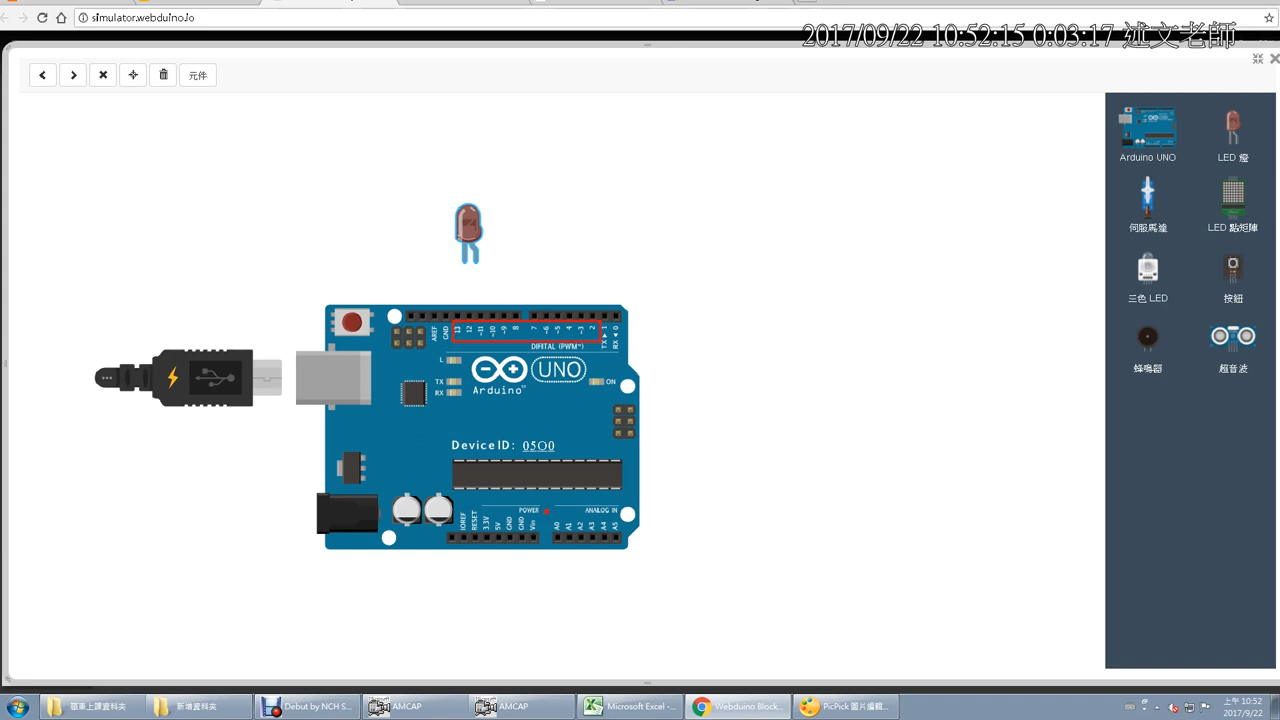 simulator.webduino.io
2017/09/22 10:52:15 0:03:17 述文老師
元件
Arduino UNO
LED 燈
伺服馬達
LED 點矩陣
三色 LED
按鈕
蜂鳴器
超音波
AREF
GND
13
12
~11
~10
~9
8
7
~6
~5
4
~3
2
TX▶1
RX◀0
DIFITAL (PWM~)
L
TX
RX
UNO
ON
Arduino
DeviceID: 05O0
POWER
ANALOG IN
IOREF
RESET
3.3V
5V
GND
GND
Vin
A0
A1
A2
A3
A4
A5
單車上課資料夾
新增資料夾
Debut by NCH S...
AMCAP
AMCAP
Microsoft Excel -...
Webduino Block...
PicPick 圖片編輯...
上午 10:52
2017/9/22